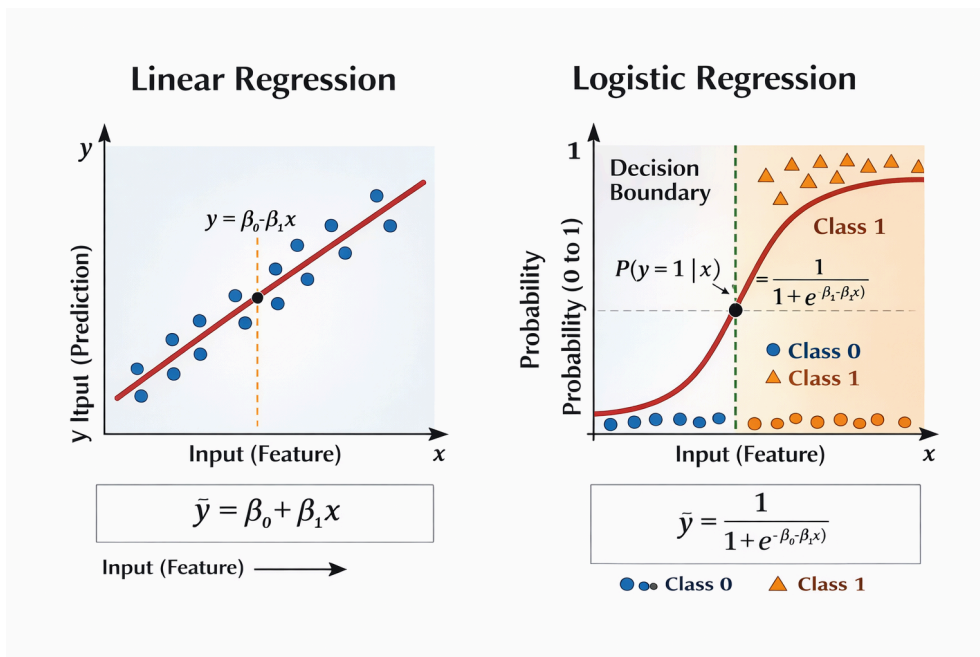 Linear Regression
y
y = β₀-β₁x
y Itput (Prediction)
Input (Feature)
x
ỹ = β₀ + β₁x
Input (Feature)
Logistic Regression
1
Decision
Boundary
Class 1
P(y = 1 | x)
= 1
1 + e^-β₁-β₁x)
Probability
Probability (0 to 1)
Class 0
Class 1
Input (Feature)
x
ỹ = 1
1 + e^-β₀-β₁x)
Class 0
Class 1